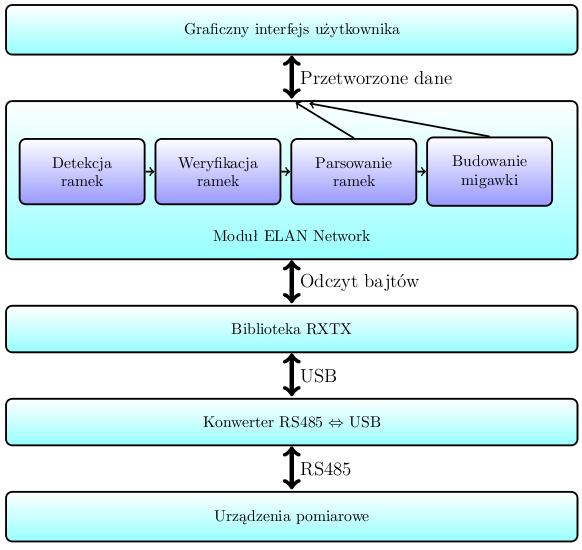 Graficzny interfejs użytkownika
Przetworzone dane
Detekcja
ramek
Weryfikacja
ramek
Parsowanie
ramek
Budowanie
migawki
Moduł ELAN Network
Odczyt bajtów
Biblioteka RXTX
USB
Konwerter RS485 ⇔ USB
RS485
Urządzenia pomiarowe